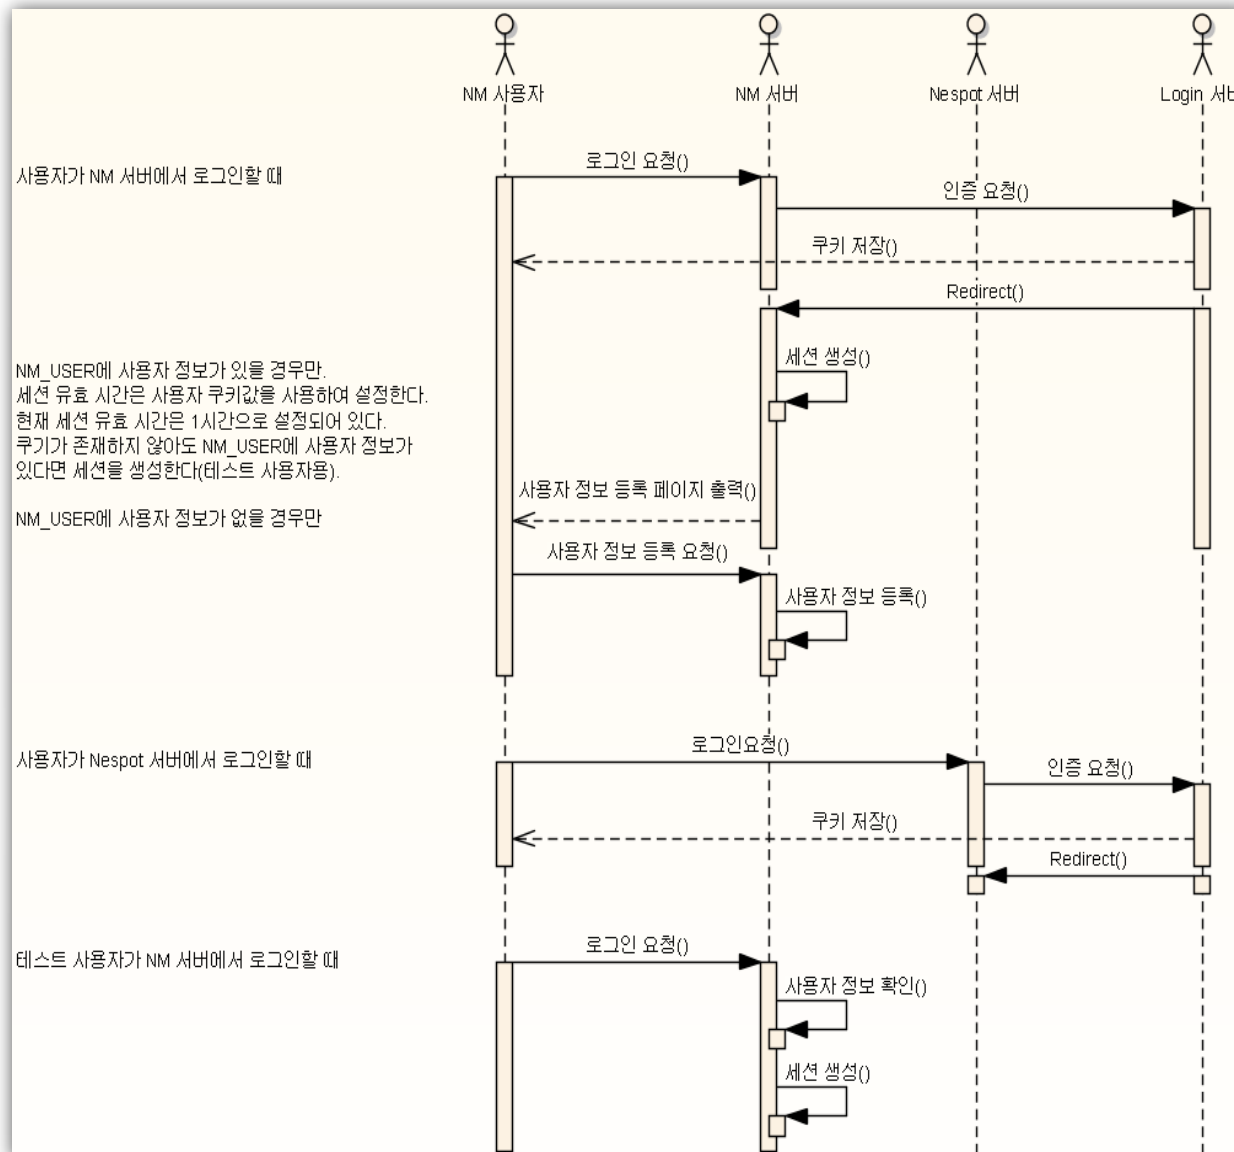 NM 사용자
NM 서버
Nespot 서버
Login 서버
사용자가 NM 서버에서 로그인할 때
로그인 요청()
인증 요청()
쿠키 저장()
Redirect()
세션 생성()
NM_USER에 사용자 정보가 있을 경우만.
세션 유효 시간은 사용자 쿠키값을 사용하여 설정한다.
현재 세션 유효 시간은 1시간으로 설정되어 있다.
쿠기가 존재하지 않아도 NM_USER에 사용자 정보가
있다면 세션을 생성한다(테스트 사용자용).
사용자 정보 등록 페이지 출력()
NM_USER에 사용자 정보가 없을 경우만
사용자 정보 등록 요청()
사용자 정보 등록()
사용자가 Nespot 서버에서 로그인할 때
로그인요청()
인증 요청()
쿠키 저장()
Redirect()
테스트 사용자가 NM 서버에서 로그인할 때
로그인 요청()
사용자 정보 확인()
세션 생성()